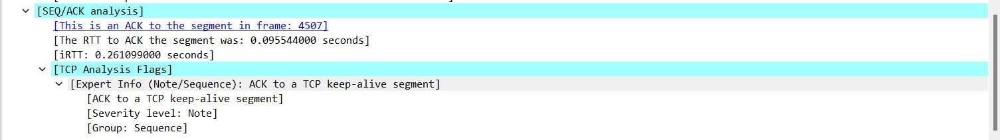 [SEQ/ACK analysis]
[This is an ACK to the segment in frame: 4507]
[The RTT to ACK the segment was: 0.095544000 seconds]
[iRTT: 0.261099000 seconds]
[TCP Analysis Flags]
[Expert Info (Note/Sequence): ACK to a TCP keep-alive segment]
[ACK to a TCP keep-alive segment]
[Severity level: Note]
[Group: Sequence]